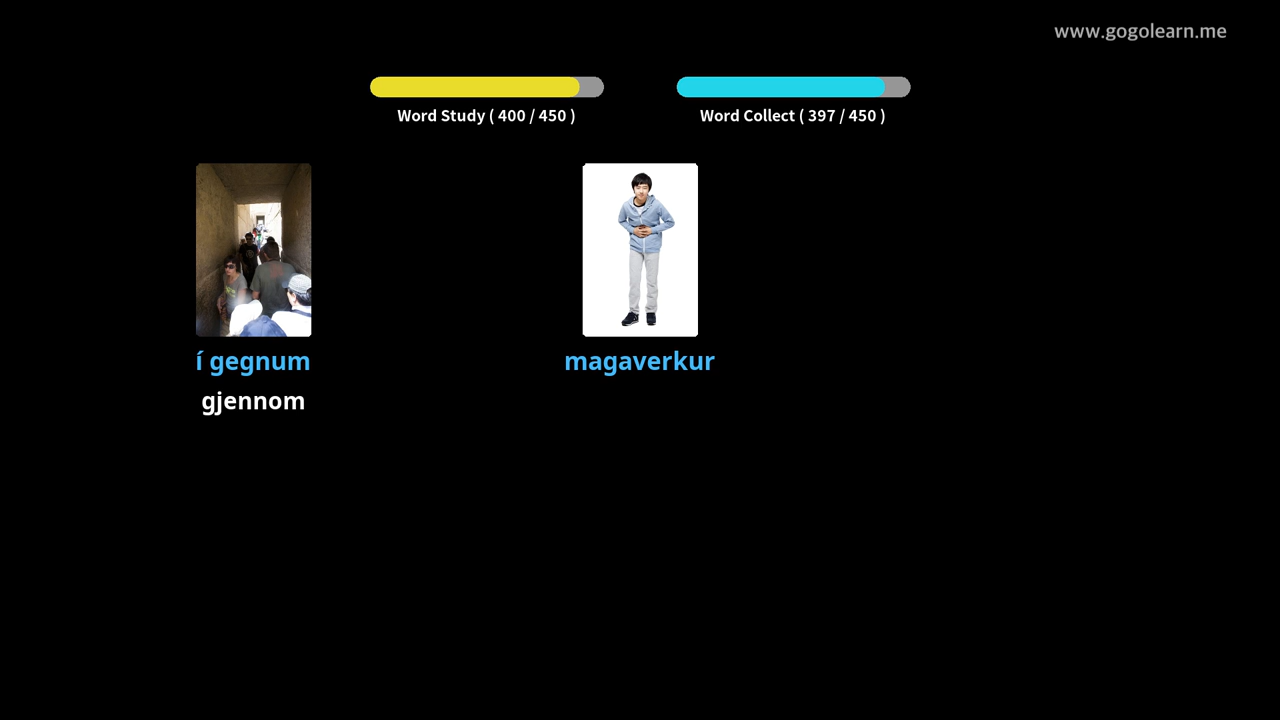 www.gogolearn.me
Word Study ( 400 / 450 )
Word Collect ( 397 / 450 )
í gegnum
magaverkur
gjennom